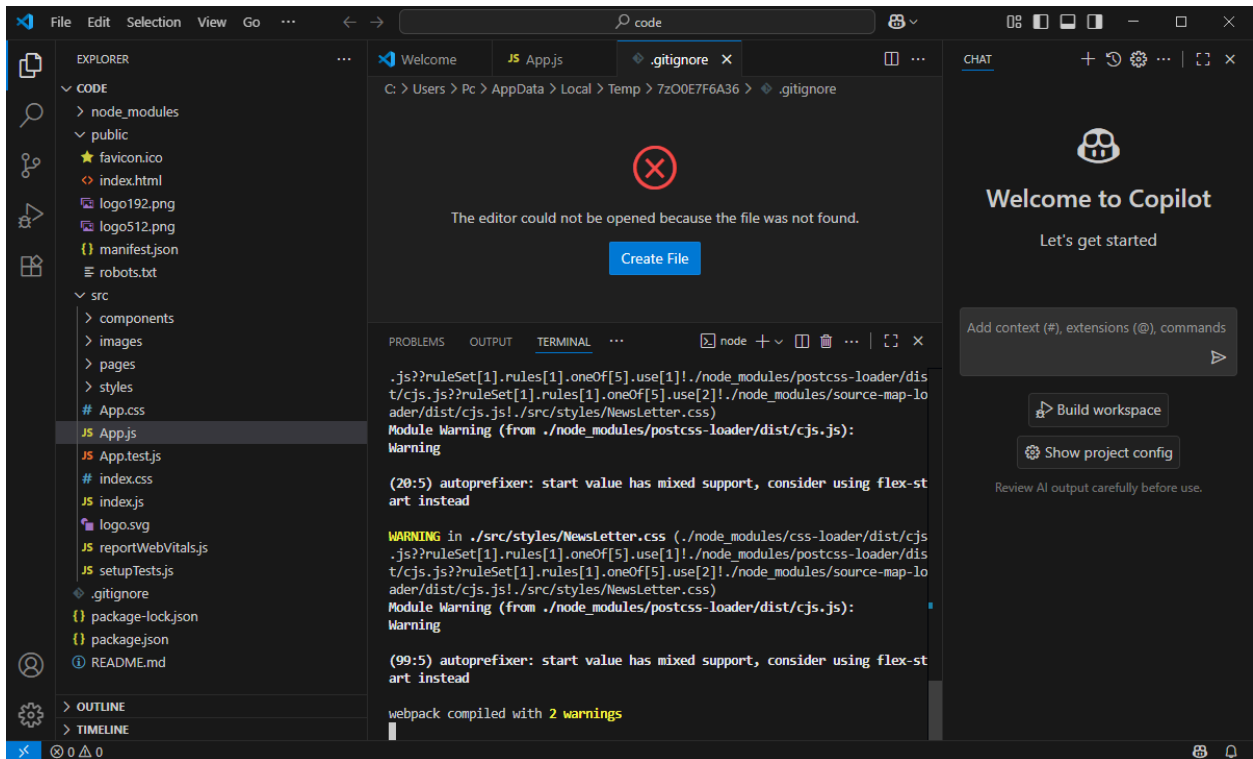 File Edit Selection View Go ···
code
EXPLORER
CODE
node_modules
public
favicon.ico
index.html
logo192.png
logo512.png
manifest.json
robots.txt
src
components
images
pages
styles
App.css
App.js
App.test.js
index.css
index.js
logo.svg
reportWebVitals.js
setupTests.js
.gitignore
package-lock.json
package.json
README.md
OUTLINE
TIMELINE
Welcome
JS App.js
.gitignore
C: > Users > Pc > AppData > Local > Temp > 7zO0E7F6A36 > .gitignore
The editor could not be opened because the file was not found.
Create File
PROBLEMS OUTPUT TERMINAL ···
node
.js??ruleSet[1].rules[1].oneOf[5].use[1]!./node_modules/postcss-loader/dis
t/cjs.js??ruleSet[1].rules[1].oneOf[5].use[2]!./node_modules/source-map-lo
ader/dist/cjs.js!./src/styles/NewsLetter.css)
Module Warning (from ./node_modules/postcss-loader/dist/cjs.js):
Warning
(20:5) autoprefixer: start value has mixed support, consider using flex-st
art instead
WARNING in ./src/styles/NewsLetter.css (./node_modules/css-loader/dist/cjs
.js??ruleSet[1].rules[1].oneOf[5].use[1]!./node_modules/postcss-loader/dis
t/cjs.js??ruleSet[1].rules[1].oneOf[5].use[2]!./node_modules/source-map-lo
ader/dist/cjs.js!./src/styles/NewsLetter.css)
Module Warning (from ./node_modules/postcss-loader/dist/cjs.js):
Warning
(99:5) autoprefixer: start value has mixed support, consider using flex-st
art instead
webpack compiled with 2 warnings
CHAT
Welcome to Copilot
Let's get started
Add context (#), extensions (@), commands
Build workspace
Show project config
Review AI output carefully before use.
0 0